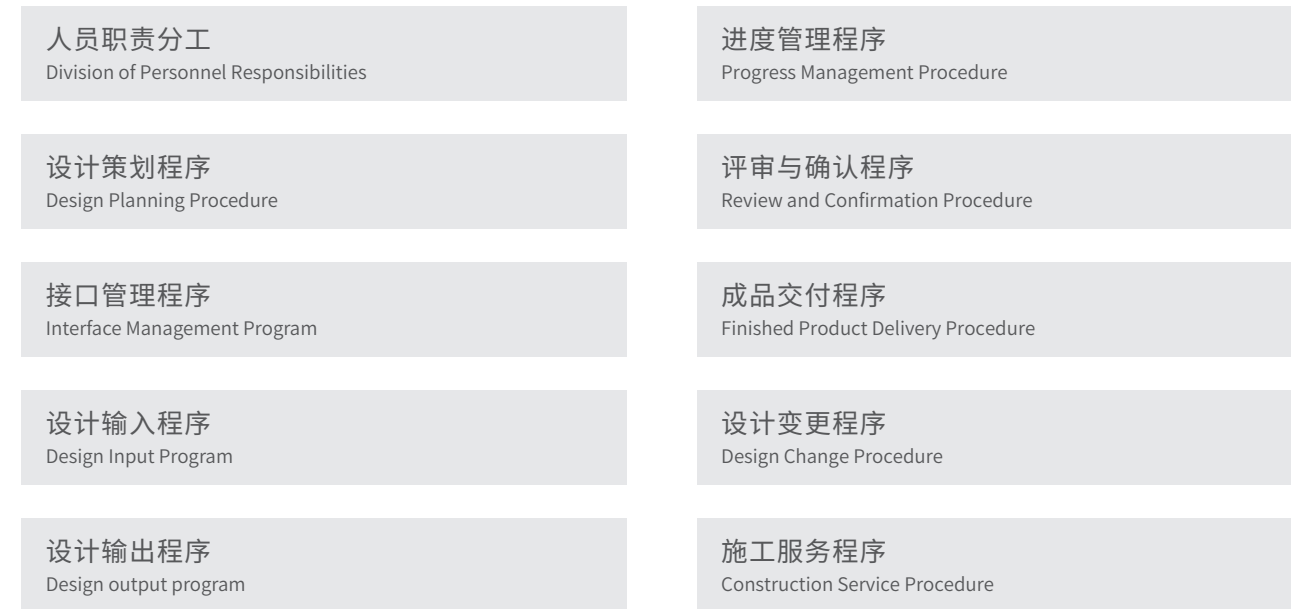 人员职责分工
Division of Personnel Responsibilities
设计策划程序
Design Planning Procedure
接口管理程序
Interface Management Program
设计输入程序
Design Input Program
设计输出程序
Design output program
进度管理程序
Progress Management Procedure
评审与确认程序
Review and Confirmation Procedure
成品交付程序
Finished Product Delivery Procedure
设计变更程序
Design Change Procedure
施工服务程序
Construction Service Procedure